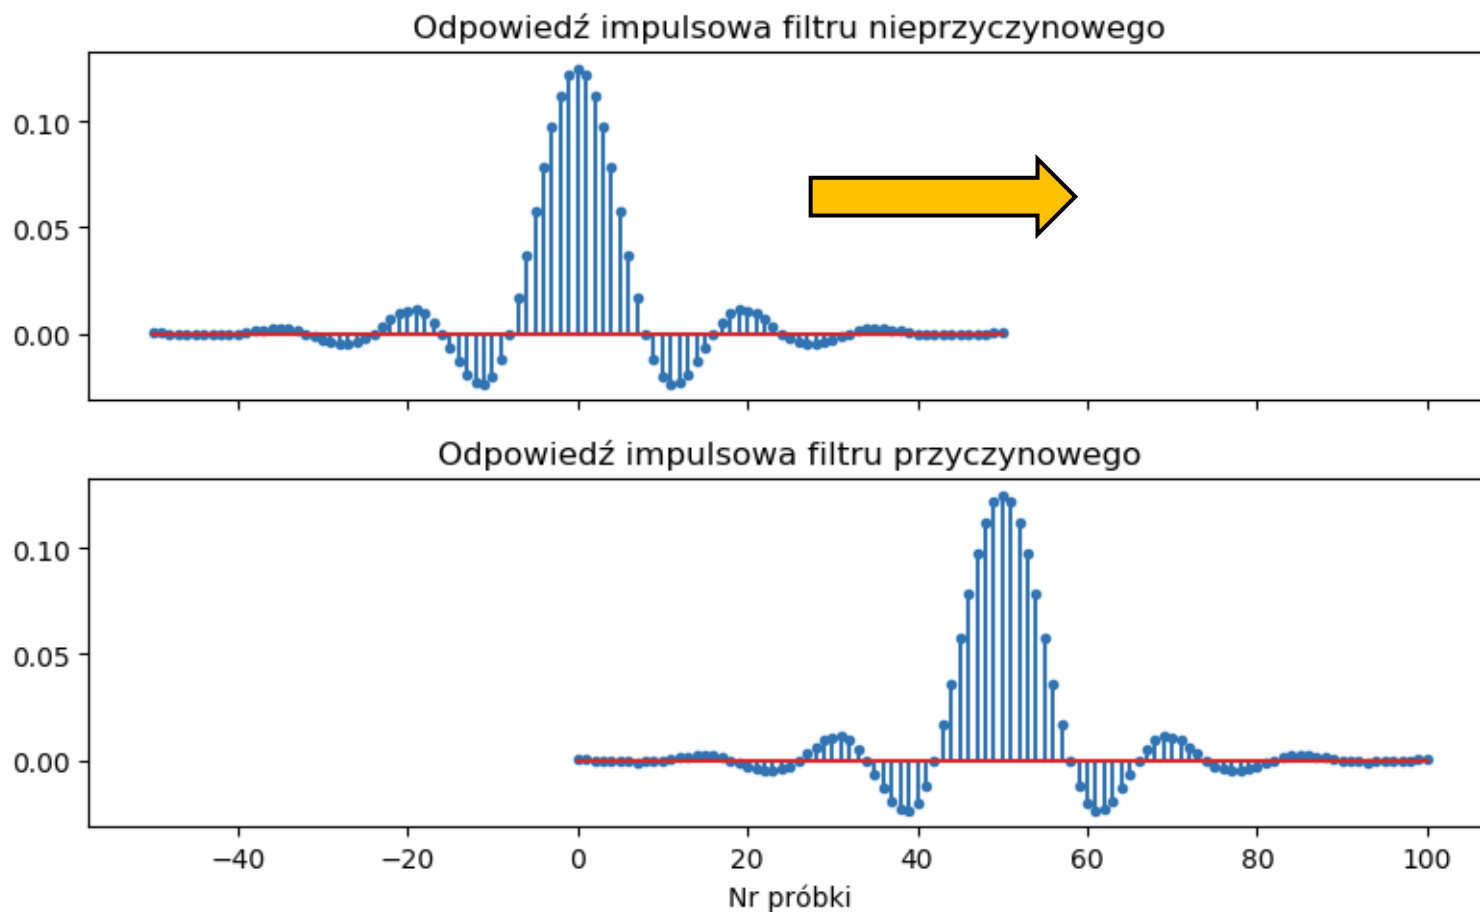 Odpowiedź impulsowa filtru nieprzyczynowego
0.10
0.05
0.00
Odpowiedź impulsowa filtru przyczynowego
0.10
0.05
0.00
−40 −20 0 20 40 60 80 100
Nr próbki